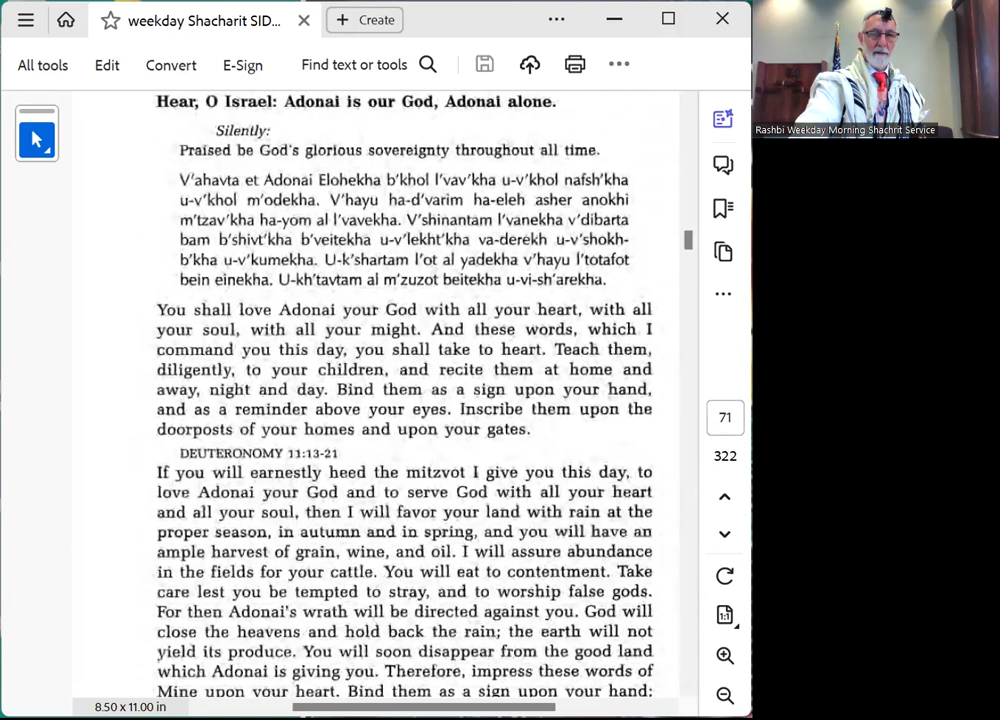 weekday Shacharit SID...
Create
All tools
Edit
Convert
E-Sign
Find text or tools
Hear, O Israel: Adonai is our God, Adonai alone.
Silently:
Praised be God's glorious sovereignty throughout all time.
V'ahavta et Adonai Elohekha b'khol l'vav'kha u-v'khol nafsh'kha
u-v'khol m'odekha. V'hayu ha-d'varim ha-eleh asher anokhi
m'tzav'kha ha-yom al l'vavekha. V'shinantam l'vanekha v'dibarta
bam b'shivt'kha b'veitekha u-v'lekht'kha va-derekh u-v'shokh-
b'kha u-v'kumekha. U-k'shartam l'ot al yadekha v'hayu l'totafot
bein einekha. U-kh'tavtam al m'zuzot beitekha u-vi-sh'arekha.
You shall love Adonai your God with all your heart, with all
your soul, with all your might. And these words, which I
command you this day, you shall take to heart. Teach them,
diligently, to your children, and recite them at home and
away, night and day. Bind them as a sign upon your hand,
and as a reminder above your eyes. Inscribe them upon the
doorposts of your homes and upon your gates.
DEUTERONOMY 11:13-21
If you will earnestly heed the mitzvot I give you this day, to
love Adonai your God and to serve God with all your heart
and all your soul, then I will favor your land with rain at the
proper season, in autumn and in spring, and you will have an
ample harvest of grain, wine, and oil. I will assure abundance
in the fields for your cattle. You will eat to contentment. Take
care lest you be tempted to stray, and to worship false gods.
For then Adonai's wrath will be directed against you. God will
close the heavens and hold back the rain; the earth will not
yield its produce. You will soon disappear from the good land
which Adonai is giving you. Therefore, impress these words of
Mine upon your heart. Bind them as a sign upon your hand;
8.50 x 11.00 in
71
322
1:1
Rashbi Weekday Morning Shachrit Service